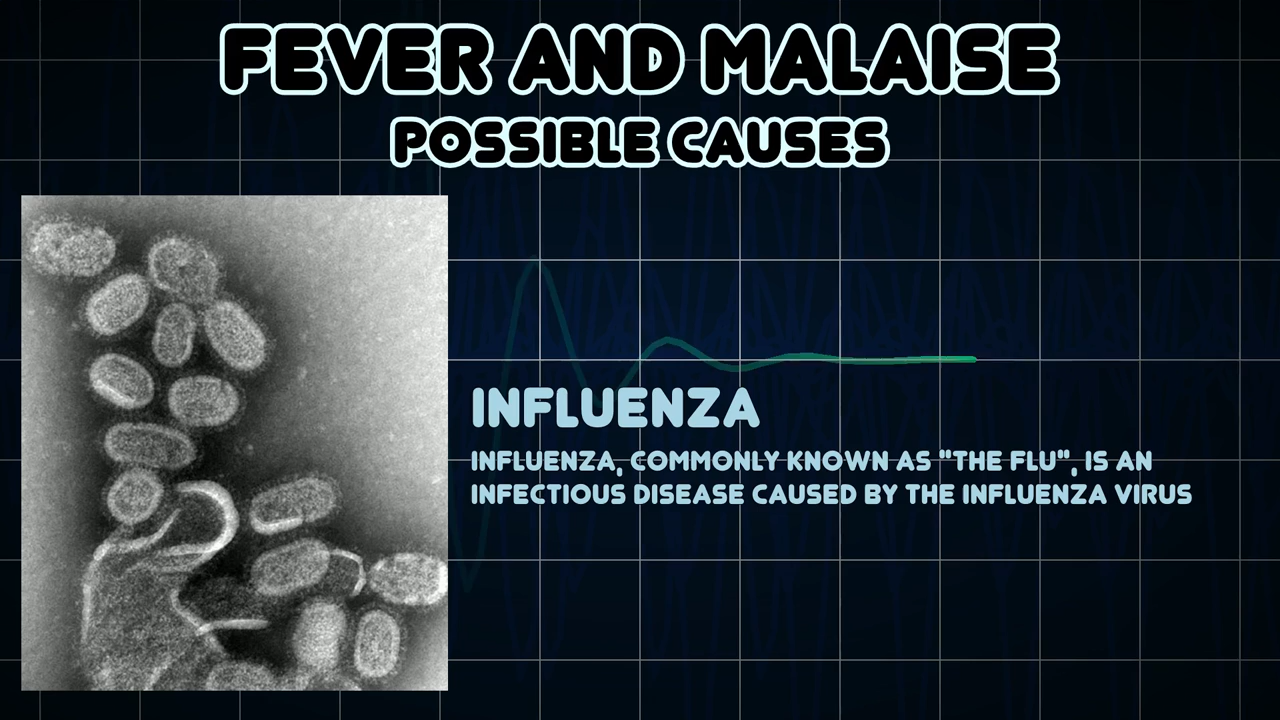 FEVER AND MALAISE
POSSIBLE CAUSES
INFLUENZA
INFLUENZA, COMMONLY KNOWN AS "THE FLU", IS AN
INFECTIOUS DISEASE CAUSED BY THE INFLUENZA VIRUS